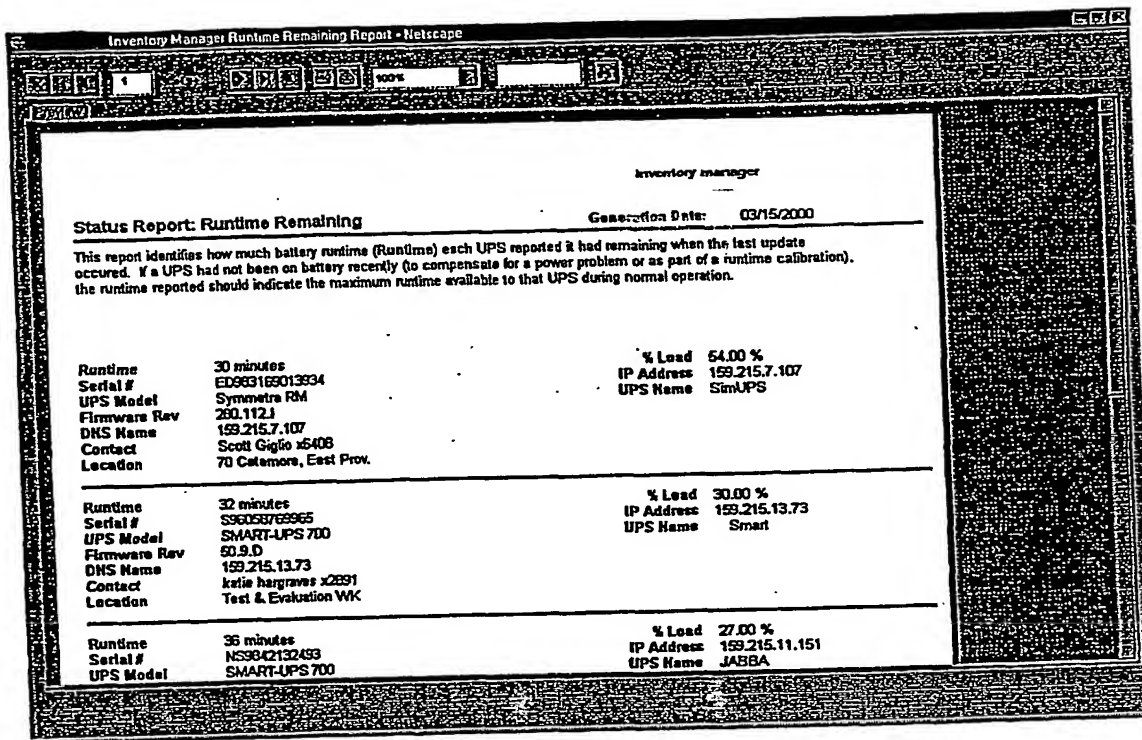 Inventory Manager Runtime Remaining Report - Netscape
1
100%
Preview
Inventory manager
Status Report: Runtime Remaining
Generation Date: 03/15/2000
This report identifies how much battery runtime (Runtime) each UPS reported it had remaining when the last update
occured. If a UPS had not been on battery recently (to compensate for a power problem or as part of a runtime calibration),
the runtime reported should indicate the maximum runtime available to that UPS during normal operation.
Runtime 30 minutes % Load 54.00 %
Serial # ED983169013934 IP Address 159.215.7.107
UPS Model Symmetra RM UPS Name SimUPS
Firmware Rev
DNS Name 159.215.7.107
Contact Scott Giglio x6408
Location 70 Catamore, East Prov.
Runtime 32 minutes % Load 30.00 %
Serial # S96058769965 IP Address 159.215.13.73
UPS Model SMART-UPS 700 UPS Name Smart
Firmware Rev 50.9.D
DNS Name 159.215.13.73
Contact katie hargraves x2891
Location Test & Evaluation WK
Runtime 36 minutes % Load 27.00 %
Serial # NS9842132493 IP Address 159.215.11.151
UPS Model SMART-UPS 700 UPS Name JABBA